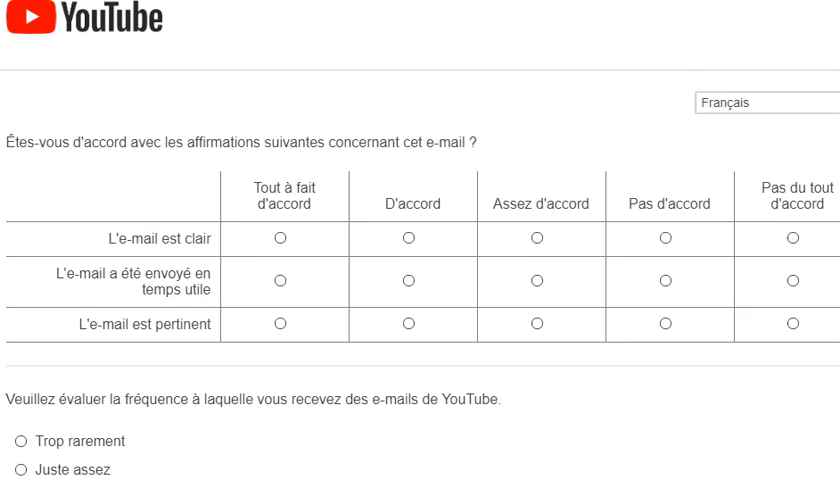 YouTube
Français
Êtes-vous d'accord avec les affirmations suivantes concernant cet e-mail ?
Tout à fait
d'accord
D'accord
Assez d'accord
Pas d'accord
Pas du tout
d'accord
L'e-mail est clair
L'e-mail a été envoyé en
temps utile
L'e-mail est pertinent
Veuillez évaluer la fréquence à laquelle vous recevez des e-mails de YouTube.
Trop rarement
Juste assez